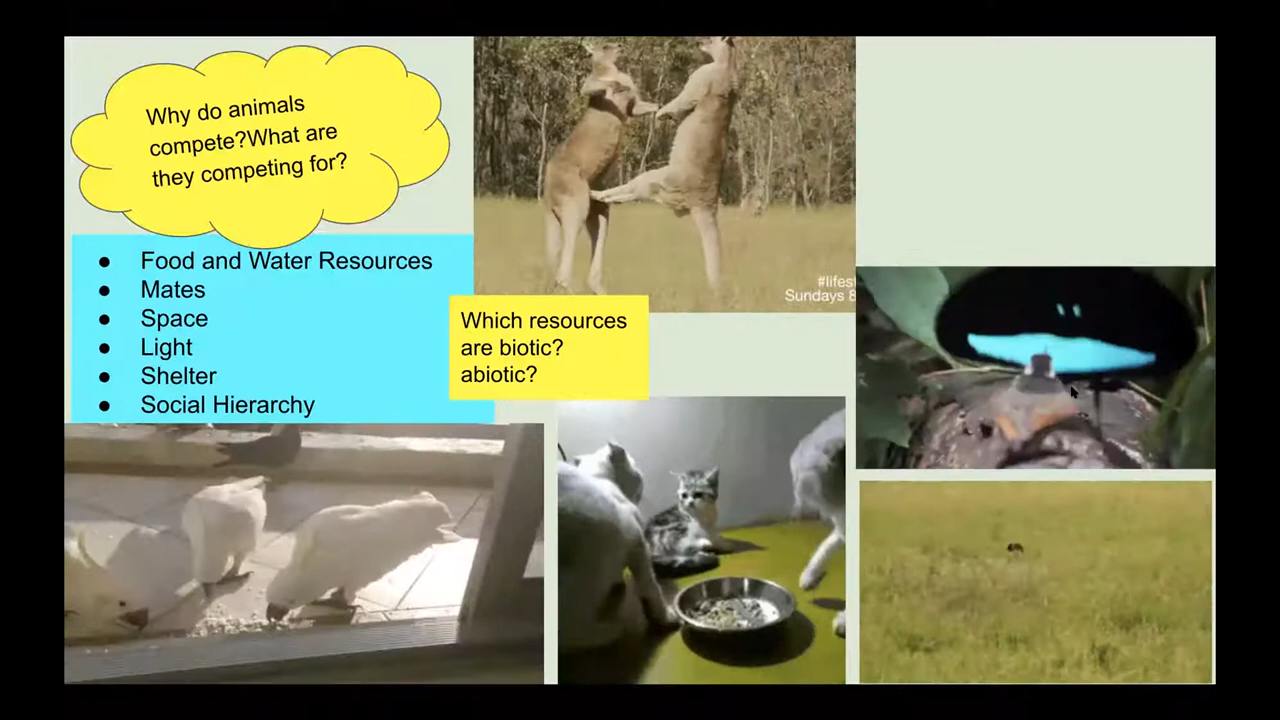 Why do animals
compete?What are
they competing for?
● Food and Water Resources
● Mates
● Space
● Light
● Shelter
● Social Hierarchy
Which resources
are biotic?
abiotic?
#lifes
Sundays 8